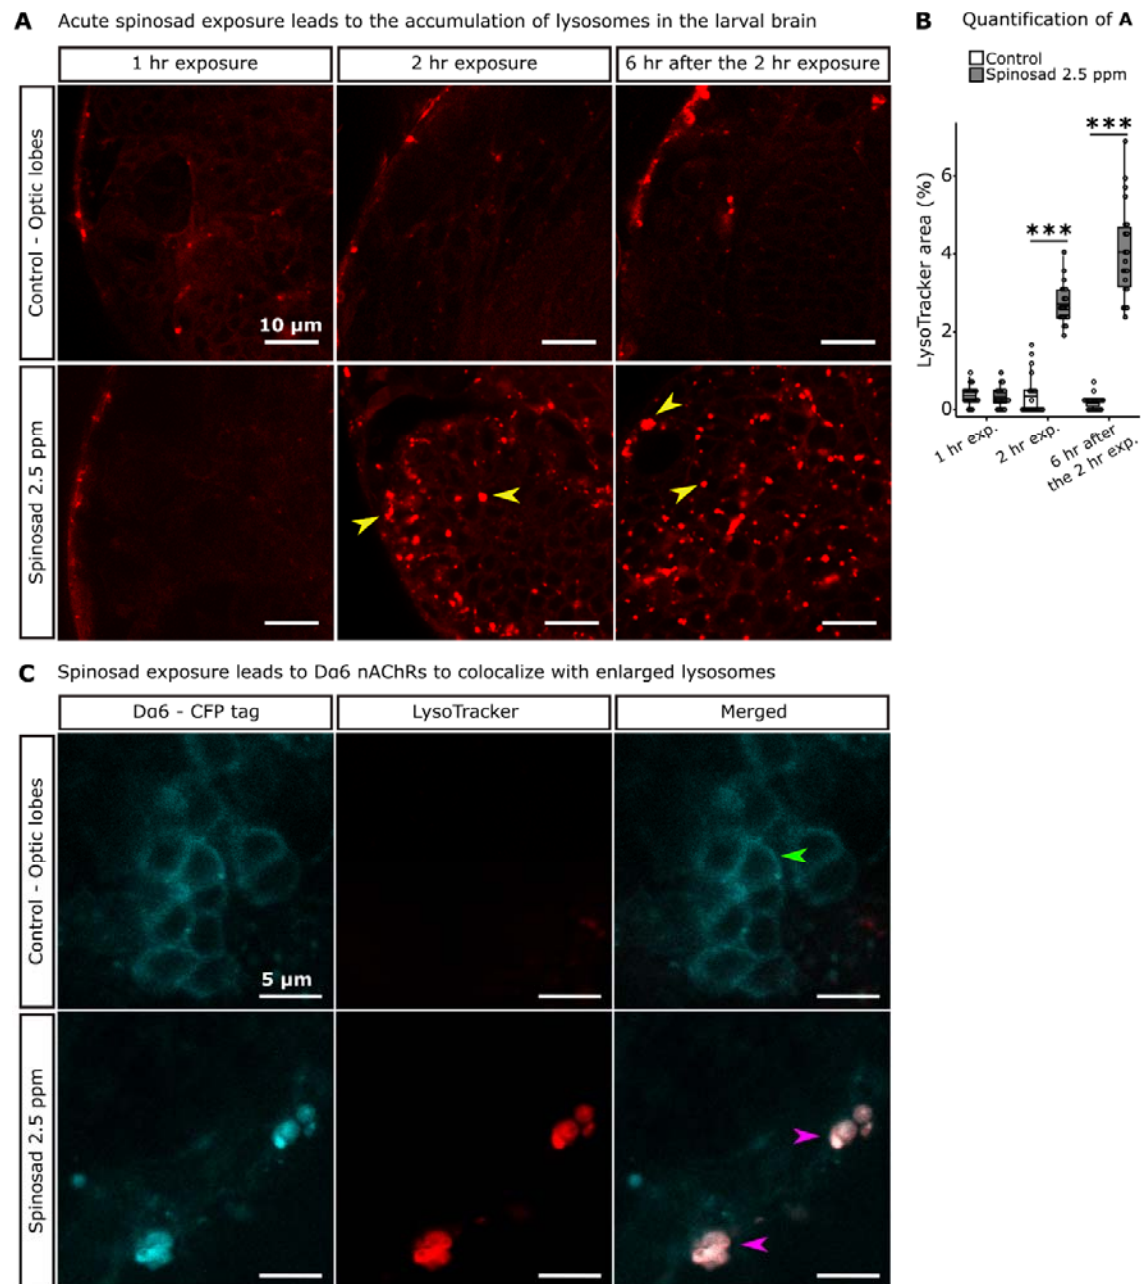 A Acute spinosad exposure leads to the accumulation of lysosomes in the larval brain
1 hr exposure
2 hr exposure
6 hr after the 2 hr exposure
Control - Optic lobes
10 µm
Spinosad 2.5 ppm
B Quantification of A
Control
Spinosad 2.5 ppm
LysoTracker area (%)
6
4
2
0
***
***
1 hr exp.
2 hr exp.
6 hr after
the 2 hr exp.
C Spinosad exposure leads to Dα6 nAChRs to colocalize with enlarged lysosomes
Dα6 - CFP tag
LysoTracker
Merged
Control - Optic lobes
5 µm
Spinosad 2.5 ppm